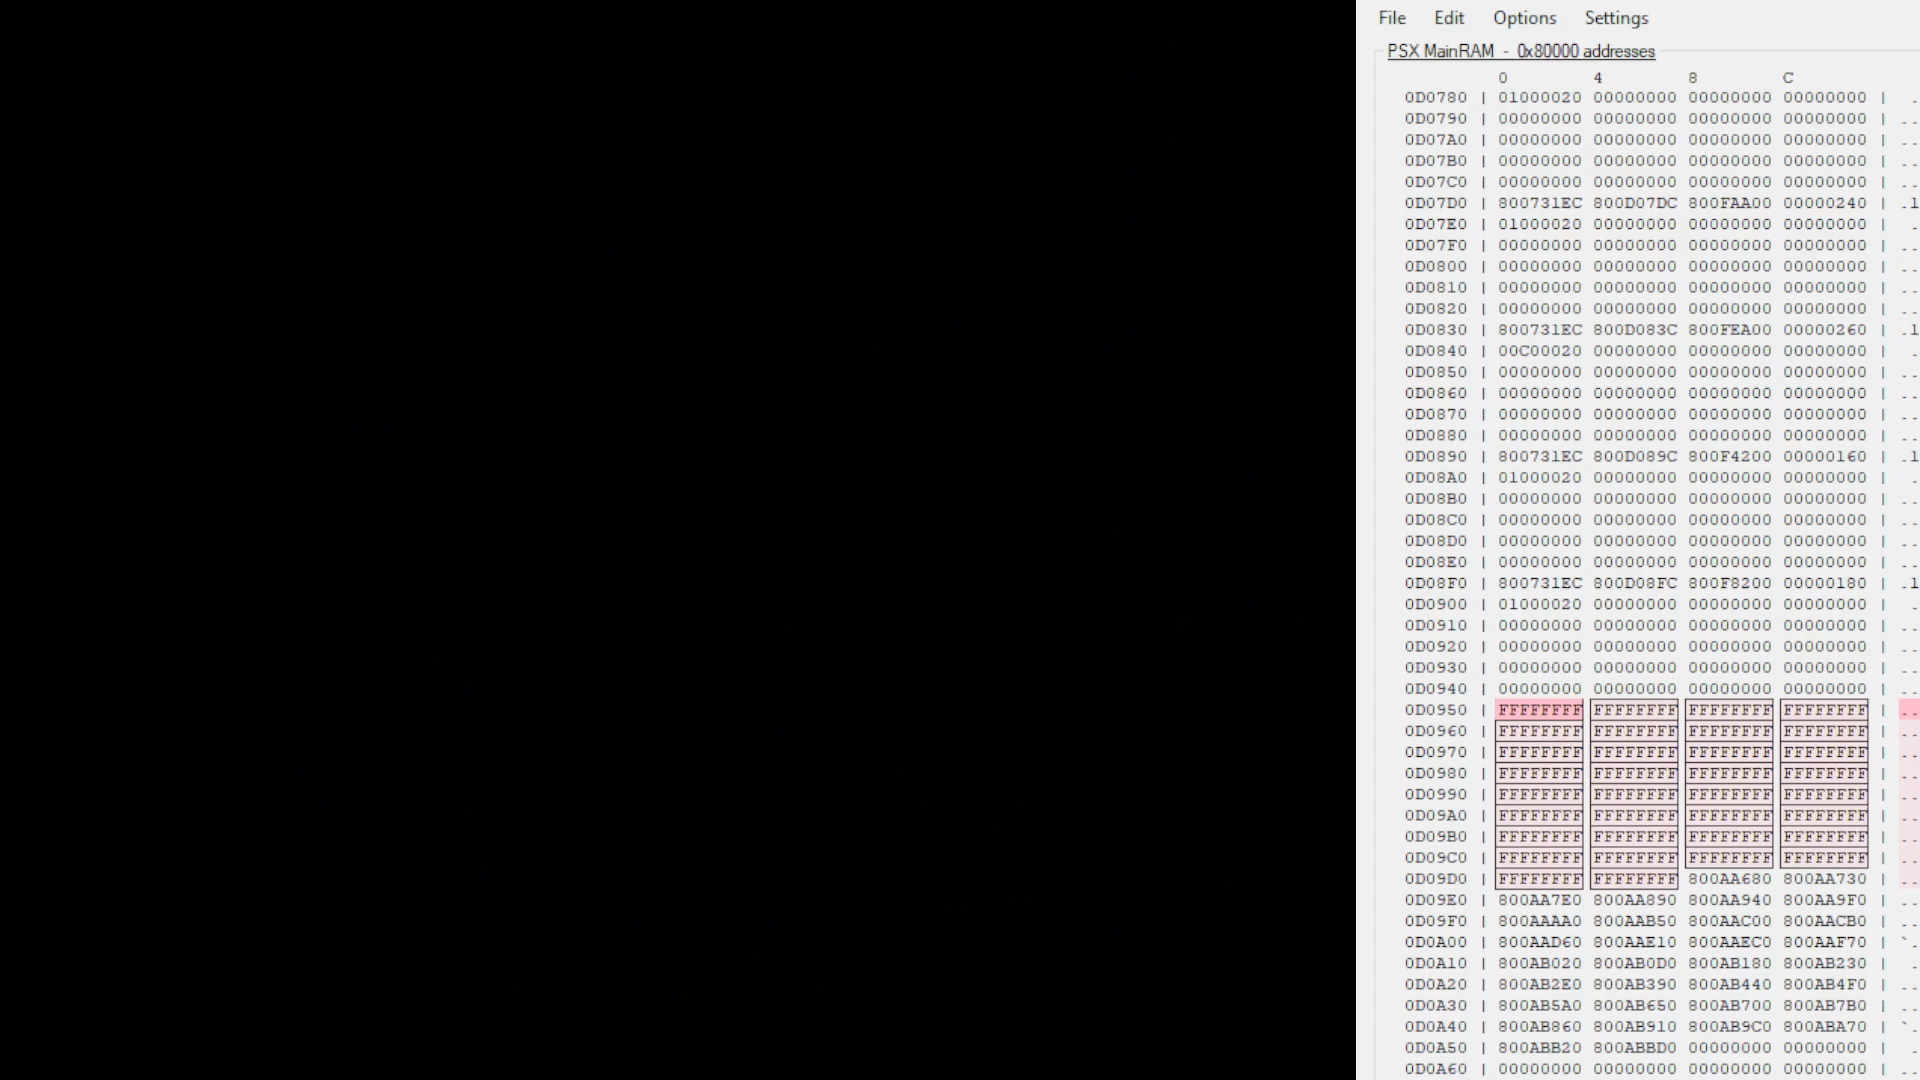 File Edit Options Settings
PSX MainRAM - 0x80000 addresses
0 4 8 C
0D0780 | 01000020 00000000 00000000 00000000 | .
0D0790 | 00000000 00000000 00000000 00000000 | ..
0D07A0 | 00000000 00000000 00000000 00000000 | ..
0D07B0 | 00000000 00000000 00000000 00000000 | ..
0D07C0 | 00000000 00000000 00000000 00000000 | ..
0D07D0 | 800731EC 800D07DC 800FAA00 00000240 | .1
0D07E0 | 01000020 00000000 00000000 00000000 | .
0D07F0 | 00000000 00000000 00000000 00000000 | ..
0D0800 | 00000000 00000000 00000000 00000000 | ..
0D0810 | 00000000 00000000 00000000 00000000 | ..
0D0820 | 00000000 00000000 00000000 00000000 | ..
0D0830 | 800731EC 800D083C 800FEA00 00000260 | .1
0D0840 | 00C00020 00000000 00000000 00000000 | .
0D0850 | 00000000 00000000 00000000 00000000 | ..
0D0860 | 00000000 00000000 00000000 00000000 | ..
0D0870 | 00000000 00000000 00000000 00000000 | ..
0D0880 | 00000000 00000000 00000000 00000000 | ..
0D0890 | 800731EC 800D089C 800F4200 00000160 | .1
0D08A0 | 01000020 00000000 00000000 00000000 | .
0D08B0 | 00000000 00000000 00000000 00000000 | ..
0D08C0 | 00000000 00000000 00000000 00000000 | ..
0D08D0 | 00000000 00000000 00000000 00000000 | ..
0D08E0 | 00000000 00000000 00000000 00000000 | ..
0D08F0 | 800731EC 800D08FC 800F8200 00000180 | .1
0D0900 | 01000020 00000000 00000000 00000000 | .
0D0910 | 00000000 00000000 00000000 00000000 | ..
0D0920 | 00000000 00000000 00000000 00000000 | ..
0D0930 | 00000000 00000000 00000000 00000000 | ..
0D0940 | 00000000 00000000 00000000 00000000 | ..
0D0950 | FFFFFFFF FFFFFFFF FFFFFFFF FFFFFFFF | ..
0D0960 | FFFFFFFF FFFFFFFF FFFFFFFF FFFFFFFF | ..
0D0970 | FFFFFFFF FFFFFFFF FFFFFFFF FFFFFFFF | ..
0D0980 | FFFFFFFF FFFFFFFF FFFFFFFF FFFFFFFF | ..
0D0990 | FFFFFFFF FFFFFFFF FFFFFFFF FFFFFFFF | ..
0D09A0 | FFFFFFFF FFFFFFFF FFFFFFFF FFFFFFFF | ..
0D09B0 | FFFFFFFF FFFFFFFF FFFFFFFF FFFFFFFF | ..
0D09C0 | FFFFFFFF FFFFFFFF FFFFFFFF FFFFFFFF | ..
0D09D0 | FFFFFFFF FFFFFFFF 800AA680 800AA730 | ..
0D09E0 | 800AA7E0 800AA890 800AA940 800AA9F0 | ..
0D09F0 | 800AAAA0 800AAB50 800AAC00 800AACB0 | ..
0D0A00 | 800AAD60 800AAE10 800AAEC0 800AAF70 | `.
0D0A10 | 800AB020 800AB0D0 800AB180 800AB230 | .
0D0A20 | 800AB2E0 800AB390 800AB440 800AB4F0 | ..
0D0A30 | 800AB5A0 800AB650 800AB700 800AB7B0 | ..
0D0A40 | 800AB860 800AB910 800AB9C0 800ABA70 | `.
0D0A50 | 800ABB20 800ABBD0 00000000 00000000 | .
0D0A60 | 00000000 00000000 00000000 00000000 | ..